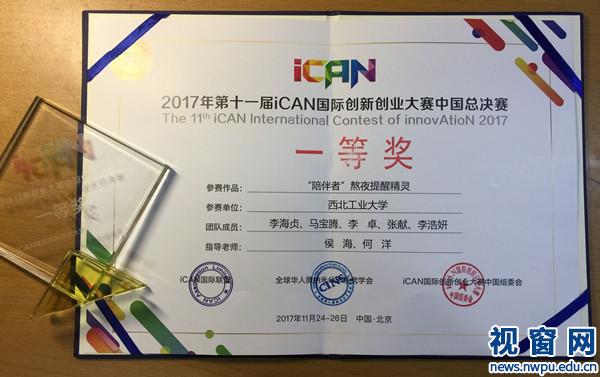 iCAN
2017年第十一届iCAN国际创新创业大赛中国总决赛
The 11th iCAN International Contest of innovAtioN 2017
一等奖
参赛作品： “陪伴者”熬夜提醒精灵
参赛单位： 西北工业大学
团队成员： 李海贞、马宝腾、李 卓、张献、李浩妍
指导老师： 侯 海、何 洋
iCAN国际联盟 全球华人微纳米分子系统学会 iCAN国际创新创业大赛中国组委会
2017年11月24-26日 中国·北京
一等奖
视窗网
news.nwpu.edu.cn